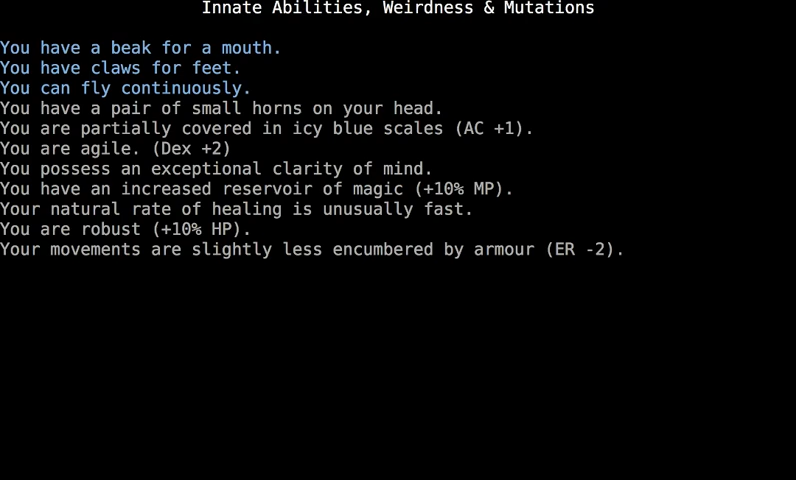 Innate Abilities, Weirdness & Mutations
You have a beak for a mouth.
You have claws for feet.
You can fly continuously.
You have a pair of small horns on your head.
You are partially covered in icy blue scales (AC +1).
You are agile. (Dex +2)
You possess an exceptional clarity of mind.
You have an increased reservoir of magic (+10% MP).
Your natural rate of healing is unusually fast.
You are robust (+10% HP).
Your movements are slightly less encumbered by armour (ER -2).